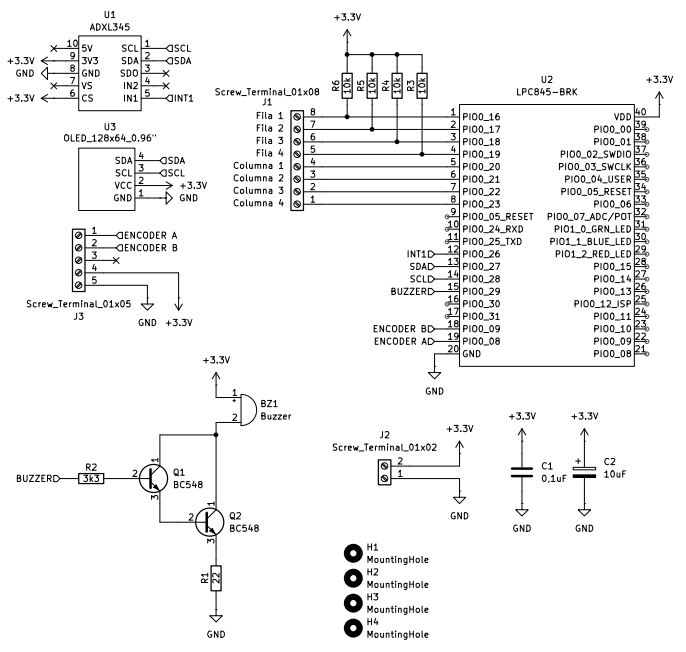 U1
ADXL345
+3.3V
GND
+3.3V
10 5V SCL 1 SCL
9 3V3 SDA 2 SDA
8 GND SDO 3
7 VS IN2 4
6 CS IN1 5 INT1
U3
OLED_128x64_0.96"
SDA 4 SDA
SCL 3 SCL
VCC 2 +3.3V
GND 1 GND
1 ENCODER A
2 ENCODER B
3
4
5
Screw_Terminal_01x05
J3
GND
+3.3V
+3.3V
R6 10k
R5 10k
R4 10k
R3 10k
Screw_Terminal_01x08
J1
Fila 1 8
Fila 2 7
Fila 3 6
Fila 4 5
Columna 1 4
Columna 2 3
Columna 3 2
Columna 4 1
U2
LPC845-BRK
+3.3V
1 PIO0_16 VDD 40
2 PIO0_17 PIO0_00 39
3 PIO0_18 PIO0_01 38
4 PIO0_19 PIO0_02_SWDIO 37
5 PIO0_20 PIO0_03_SWCLK 36
6 PIO0_21 PIO0_04_USER 35
7 PIO0_22 PIO0_05_RESET 34
8 PIO0_23 PIO0_06 33
9 PIO0_05_RESET PIO0_07_ADC/POT 32
10 PIO0_24_RXD PIO1_0_GRN_LED 31
11 PIO0_25_TXD PIO1_1_BLUE_LED 30
INT1 12 PIO0_26 PIO1_2_RED_LED 29
SDA 13 PIO0_27 PIO0_15 28
SCL 14 PIO0_28 PIO0_14 27
BUZZER 15 PIO0_29 PIO0_13 26
16 PIO0_30 PIO0_12_ISP 25
17 PIO0_31 PIO0_11 24
ENCODER B 18 PIO0_09 PIO0_10 23
ENCODER A 19 PIO0_08 PIO0_09 22
20 GND PIO0_08 21
GND
+3.3V
1
+
2
BZ1
Buzzer
BUZZER
R2
3k3
2
1
3
Q1
BC548
2
1
3
Q2
BC548
R1 22
GND
J2
Screw_Terminal_01x02
+3.3V
2
1
GND
+3.3V
C1
0,1uF
GND
+3.3V
+
C2
10uF
GND
H1
MountingHole
H2
MountingHole
H3
MountingHole
H4
MountingHole